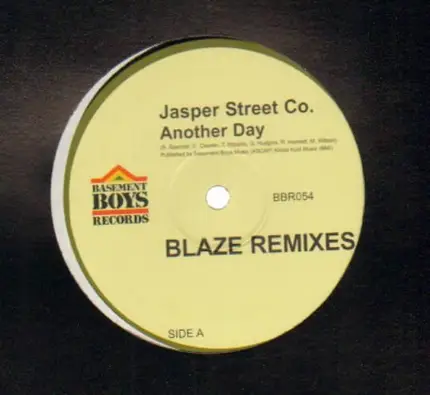 Jasper Street Co.
Another Day
BASEMENT
BOYS
RECORDS
BBR054
BLAZE REMIXES
SIDE A